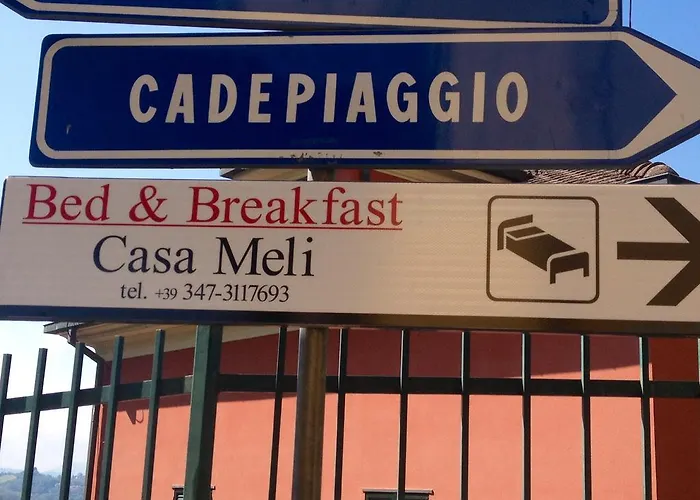 CADEPIAGGIO
Bed & Breakfast
Casa Meli
tel. +39 347-3117693